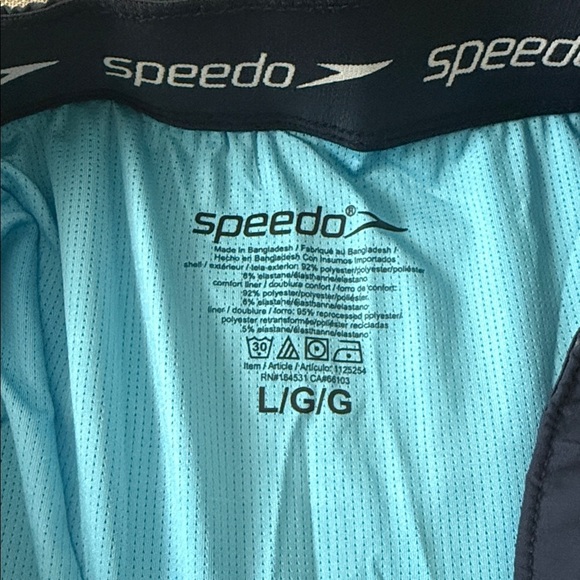 speedo speedo
speedo®
Made in Bangladesh / Fabriqué au Bangladesh /
Hecho en Bangladesh Con Insumos Importados
shell / extérieur / tela exterior: 92% polyester/polyester/poliéster
8% elastane/élasthanne/elastano
comfort liner / doublure confort / forro de confort:
92% polyester/polyester/poliéster
8% elastane/élasthanne/elastano
liner / doublure / forro: 95% reprocessed polyester/
polyester retransformée/poliéster recicladas
5% elastane/élasthanne/elastano
30
Item / Article / Artículo: 1125254
RN#164531 CA#66103
L/G/G